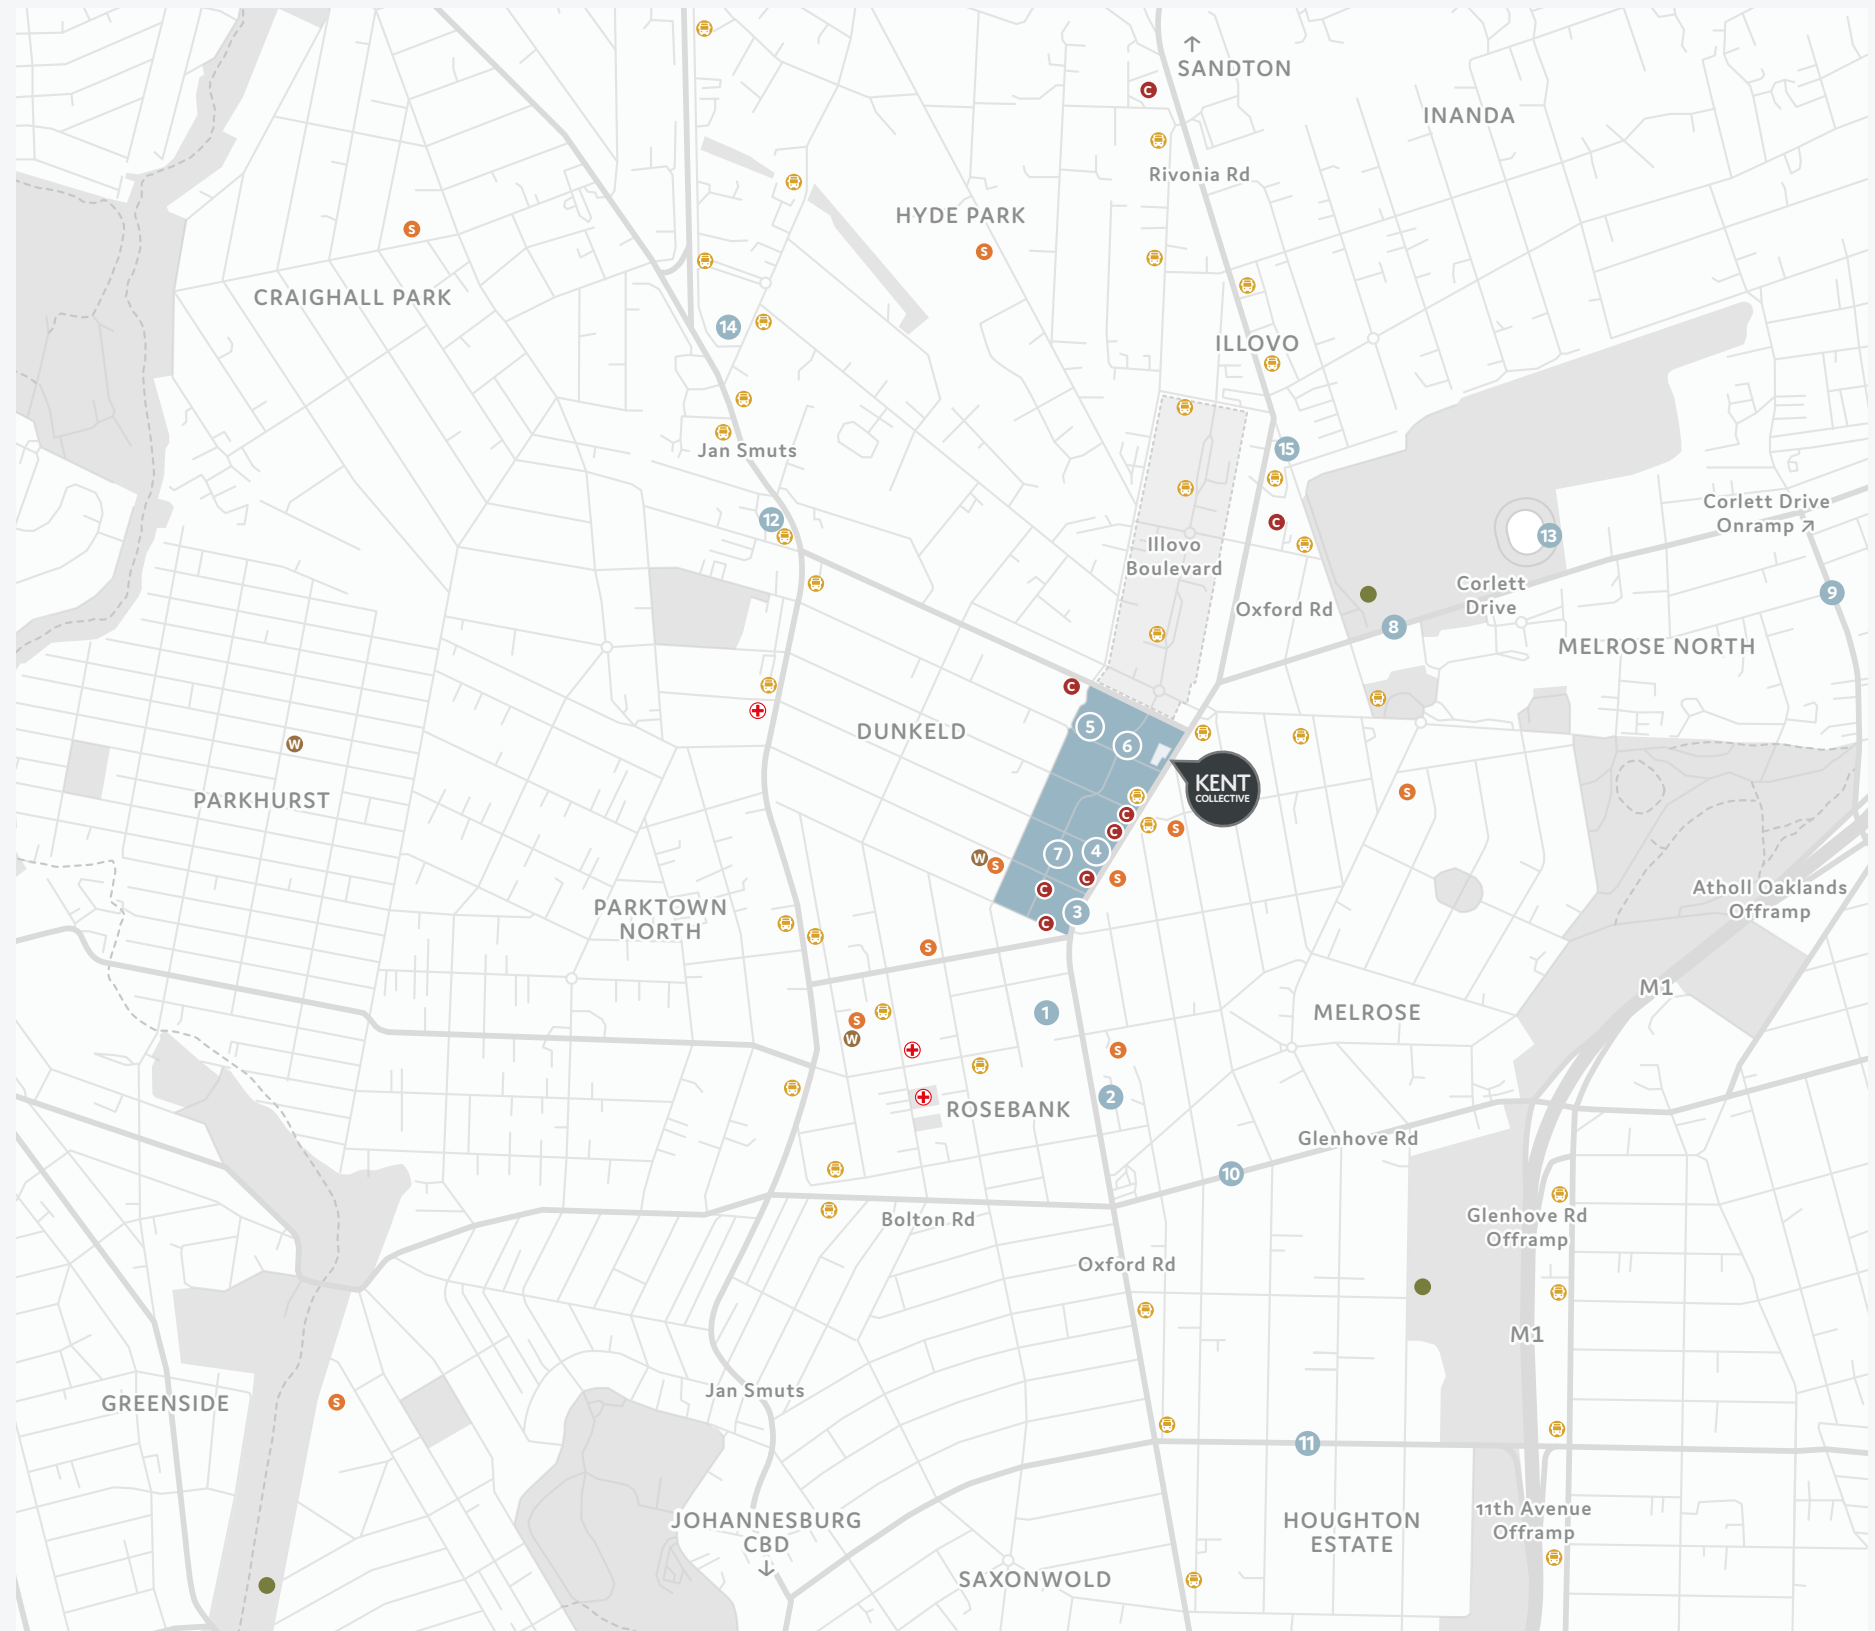 SANDTON
C
INANDA
Rivonia Rd
HYDE PARK
S
S
CRAIGHALL PARK
14
ILLOVO
Jan Smuts
15
12
C
Corlett Drive
Onramp
13
Illovo
Boulevard
Corlett
Drive
Oxford Rd
9
8
MELROSE NORTH
C
DUNKELD
5
6
W
KENT
COLLECTIVE
PARKHURST
S
C
C
S
7
4
W
S
C
S
C
Atholl Oaklands
Offramp
PARKTOWN
NORTH
3
C
S
M1
1
MELROSE
S
W
S
2
ROSEBANK
Glenhove Rd
10
Bolton Rd
Glenhove Rd
Offramp
Oxford Rd
M1
Jan Smuts
GREENSIDE
S
11
JOHANNESBURG
CBD
HOUGHTON
ESTATE
11th Avenue
Offramp
SAXONWOLD